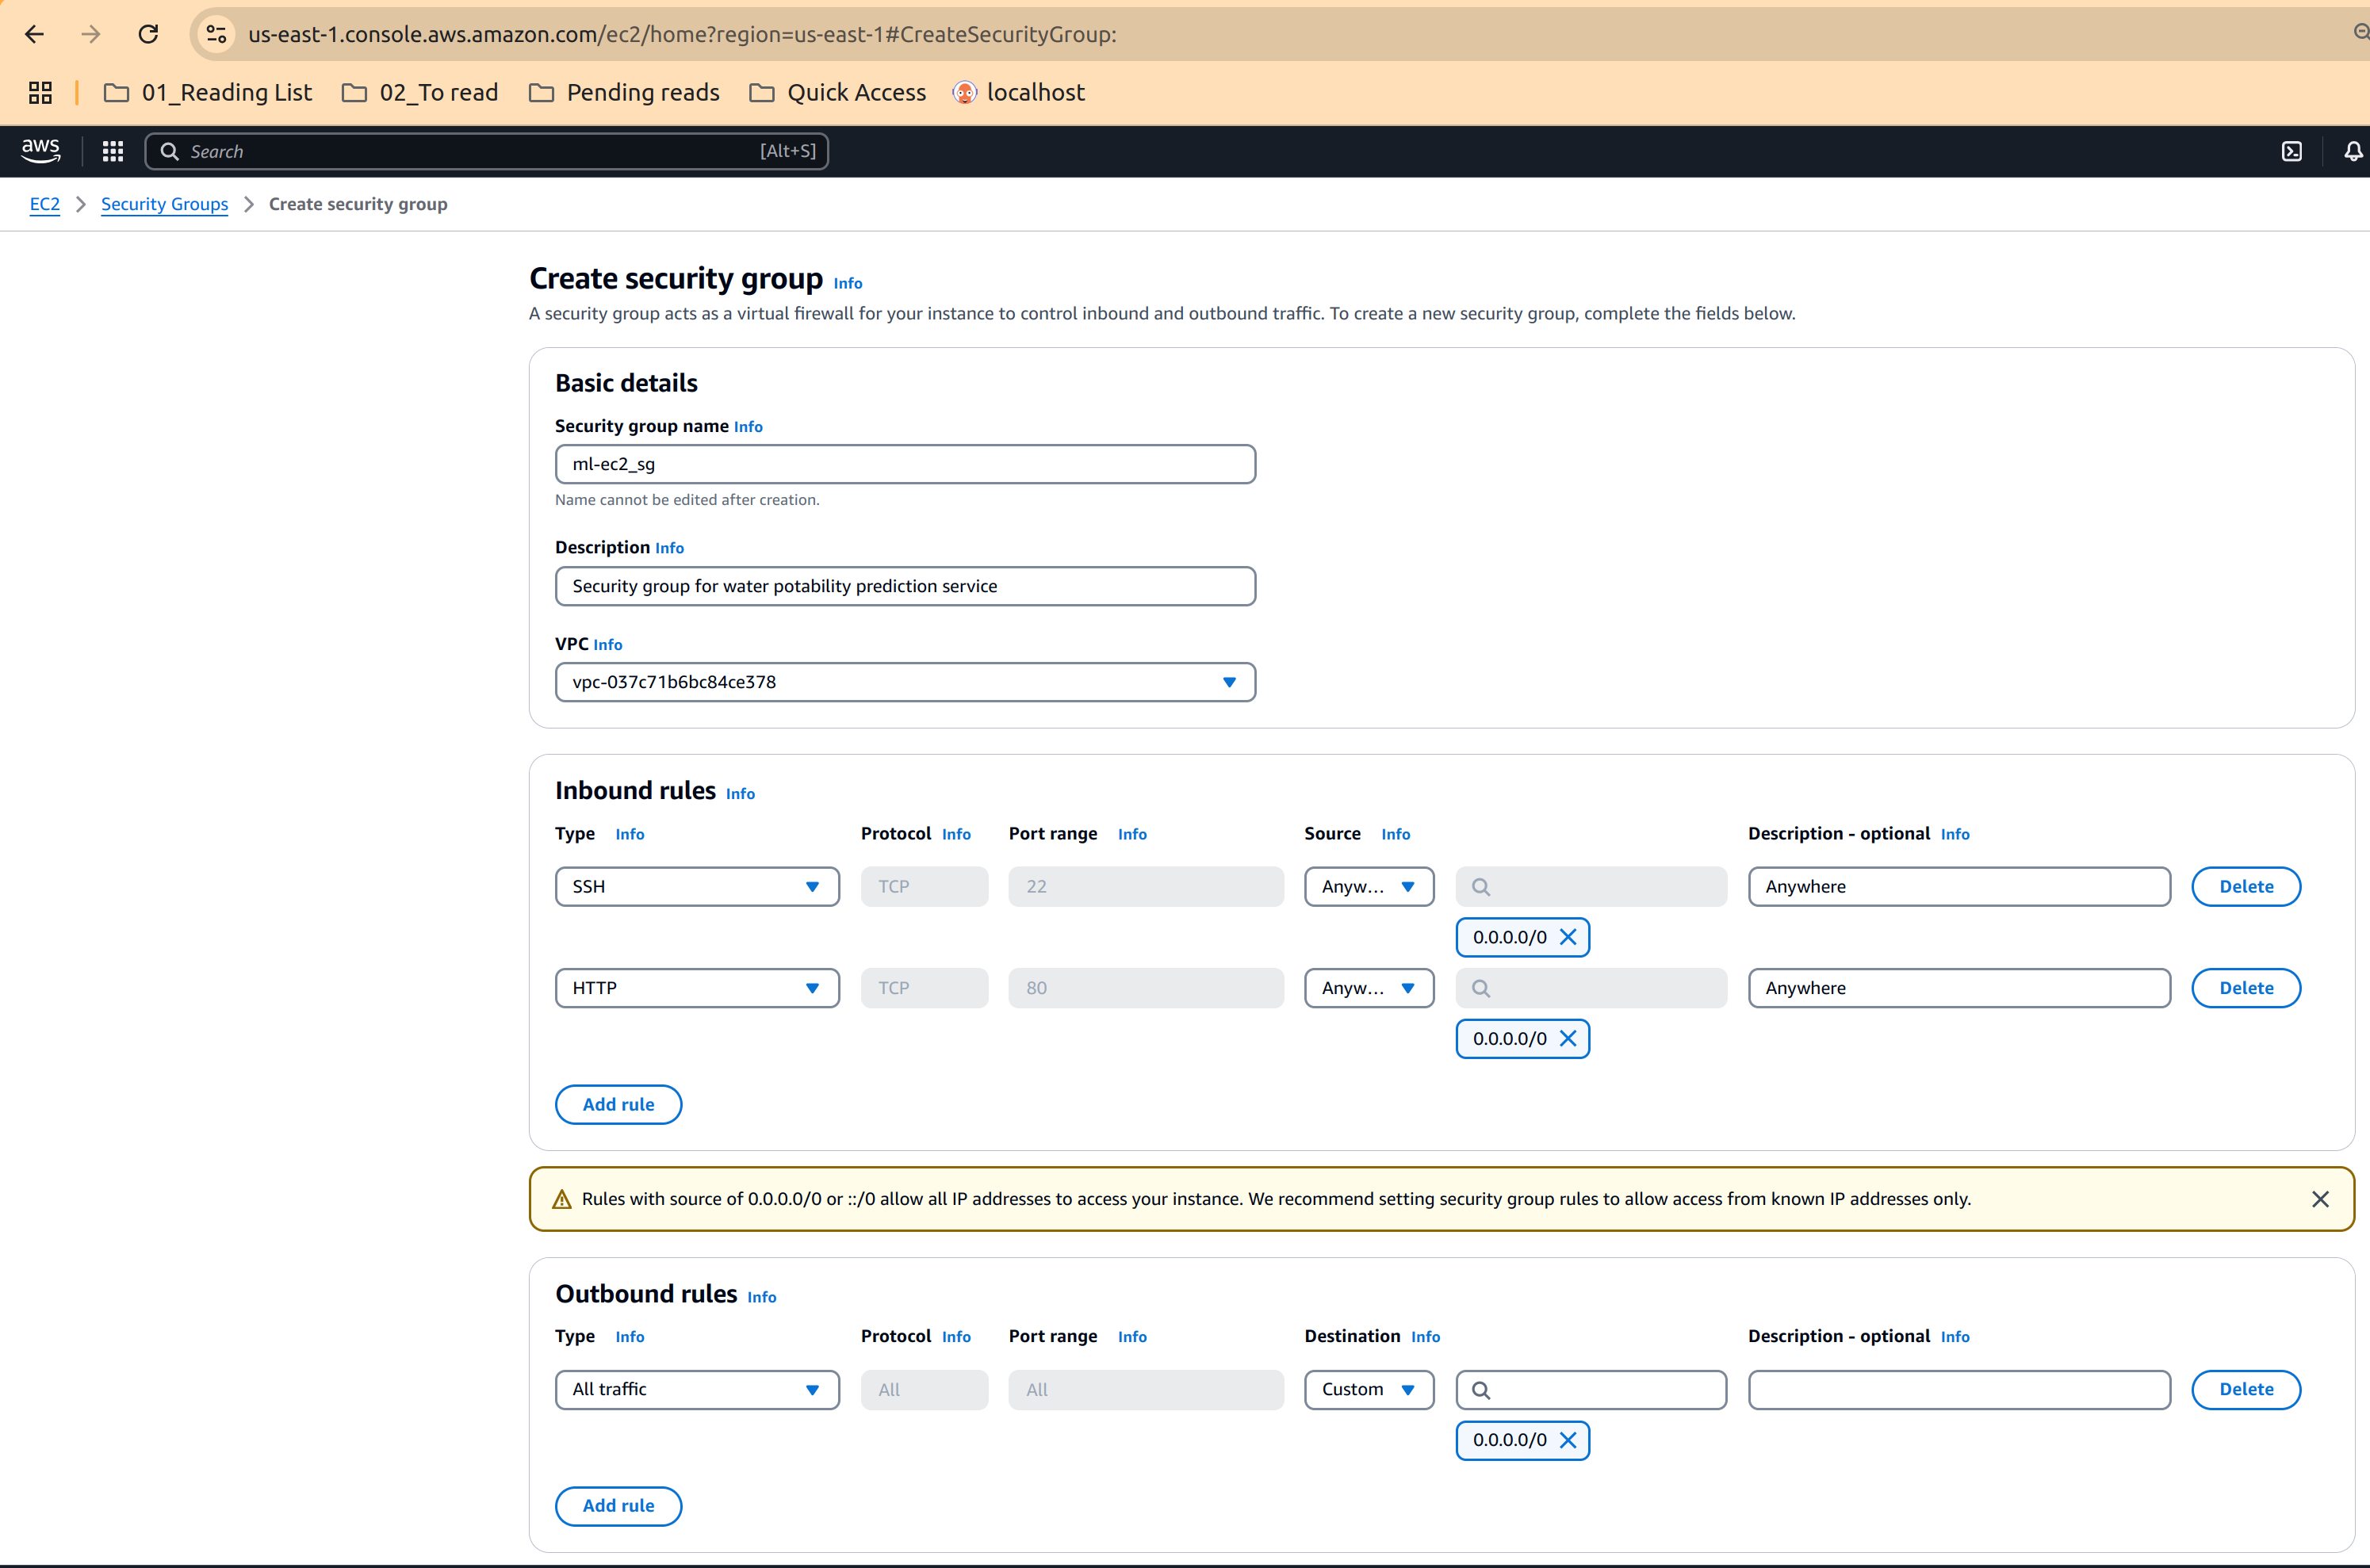 us-east-1.console.aws.amazon.com/ec2/home?region=us-east-1#CreateSecurityGroup:
01_Reading List 02_To read Pending reads Quick Access localhost
aws Search [Alt+S]
EC2 Security Groups Create security group
Create security group Info
A security group acts as a virtual firewall for your instance to control inbound and outbound traffic. To create a new security group, complete the fields below.
Basic details
Security group name Info
ml-ec2_sg
Name cannot be edited after creation.
Description Info
Security group for water potability prediction service
VPC Info
vpc-037c71b6bc84ce378
Inbound rules Info
Type Info Protocol Info Port range Info Source Info Description - optional Info
SSH TCP 22 Anyw... Anywhere Delete
0.0.0.0/0
HTTP TCP 80 Anyw... Anywhere Delete
0.0.0.0/0
Add rule
Rules with source of 0.0.0.0/0 or ::/0 allow all IP addresses to access your instance. We recommend setting security group rules to allow access from known IP addresses only.
Outbound rules Info
Type Info Protocol Info Port range Info Destination Info Description - optional Info
All traffic All All Custom Delete
0.0.0.0/0
Add rule